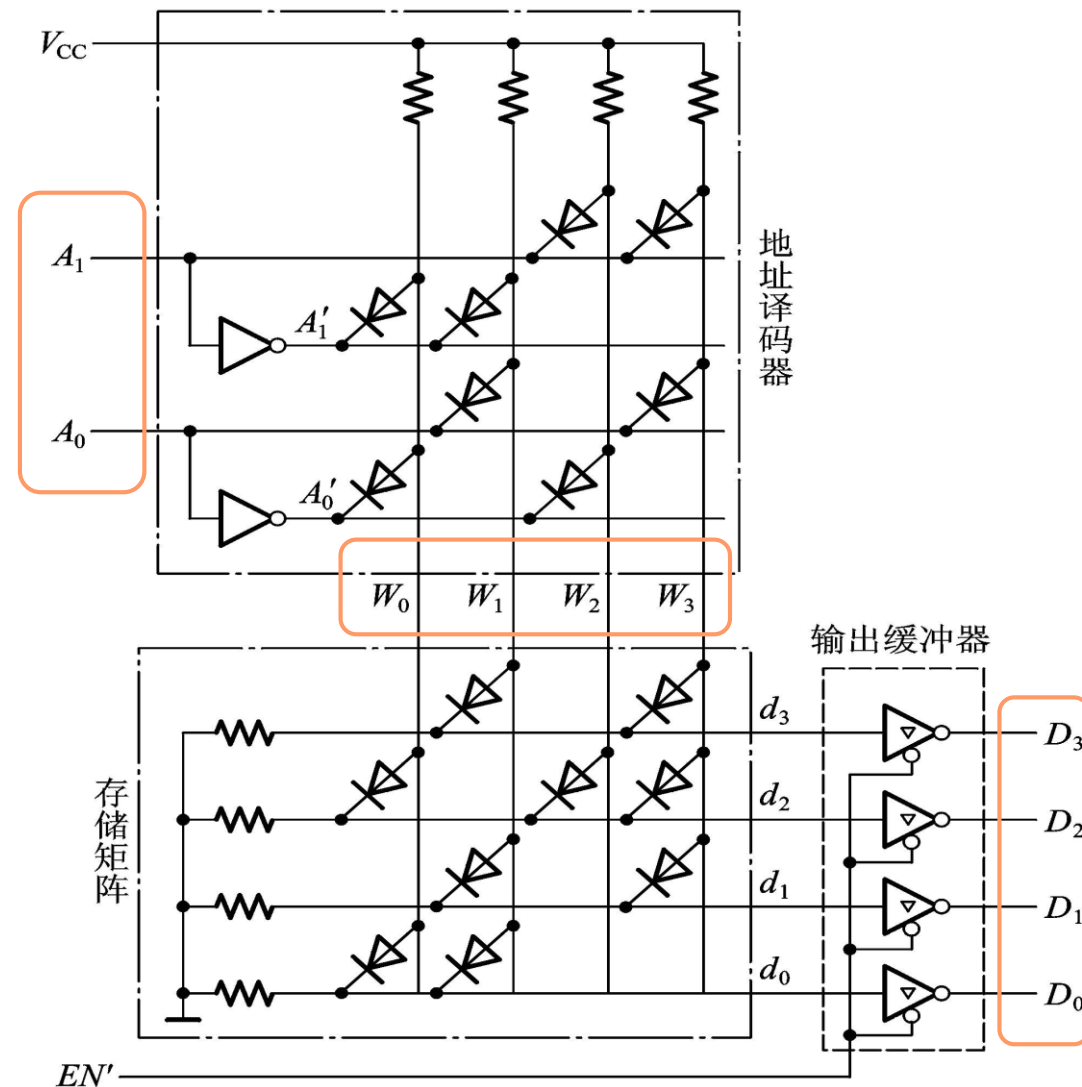 V_CC
A₁
A₁′
A₀
A₀′
地址译码器
W₀ W₁ W₂ W₃
输出缓冲器
存储矩阵
d₃
D₃
d₂
D₂
d₁
D₁
d₀
D₀
EN′